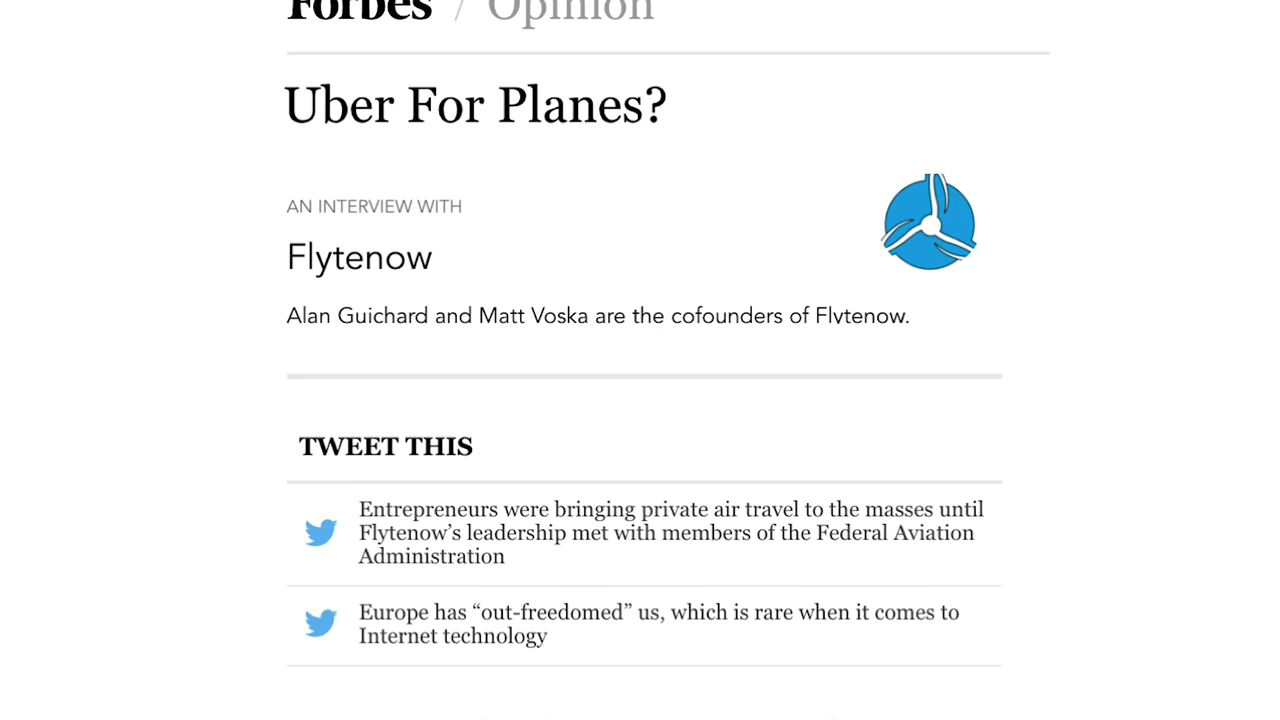 Forbes / Opinion
Uber For Planes?
AN INTERVIEW WITH
Flytenow
Alan Guichard and Matt Voska are the cofounders of Flytenow.
TWEET THIS
Entrepreneurs were bringing private air travel to the masses until
Flytenow’s leadership met with members of the Federal Aviation
Administration
Europe has “out-freedomed” us, which is rare when it comes to
Internet technology